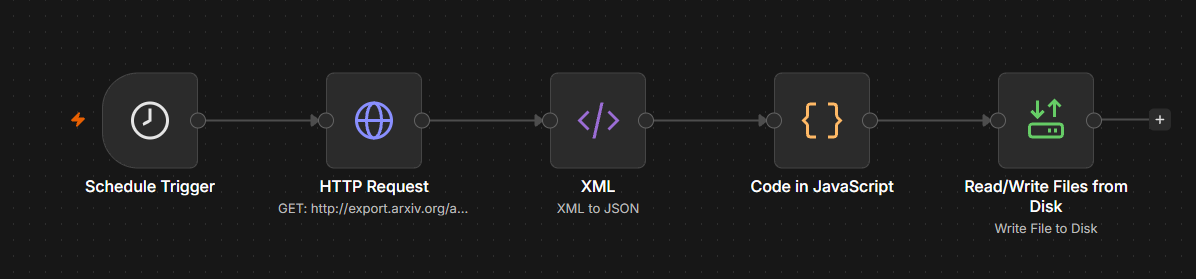 Schedule Trigger
HTTP Request
GET: http://export.arxiv.org/a...
XML
XML to JSON
Code in JavaScript
Read/Write Files from
Disk
Write File to Disk